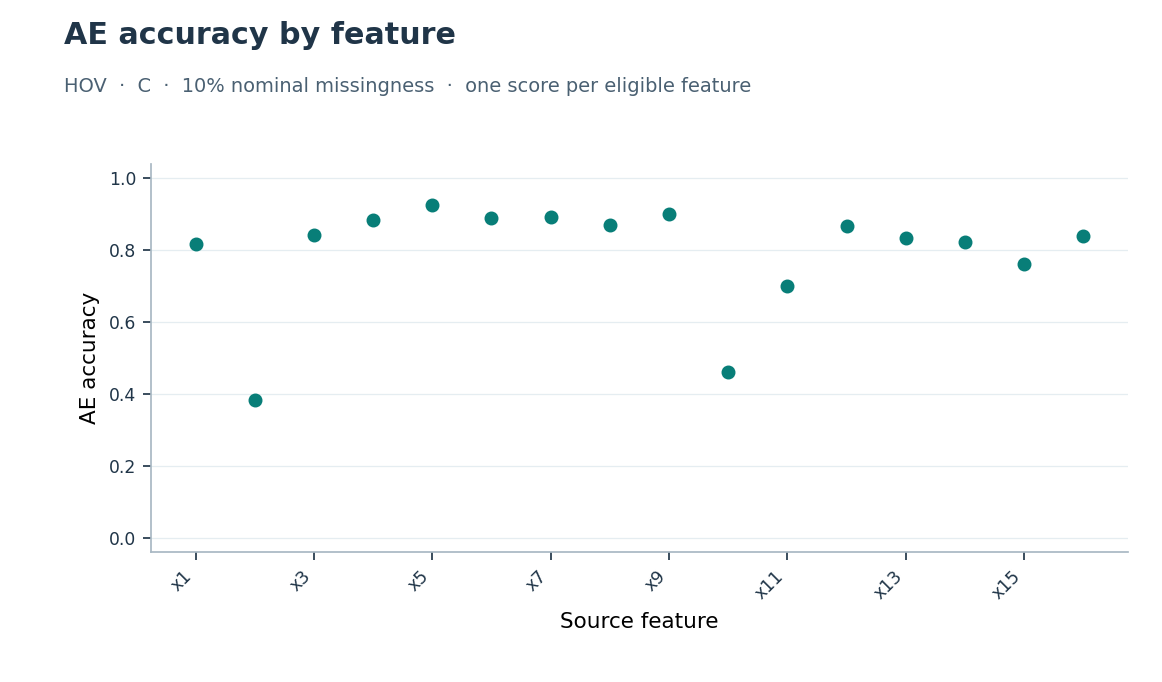 AE accuracy by feature
HOV · C · 10% nominal missingness · one score per eligible feature
AE accuracy
1.0
0.8
0.6
0.4
0.2
0.0
x1 x3 x5 x7 x9 x11 x13 x15
Source feature